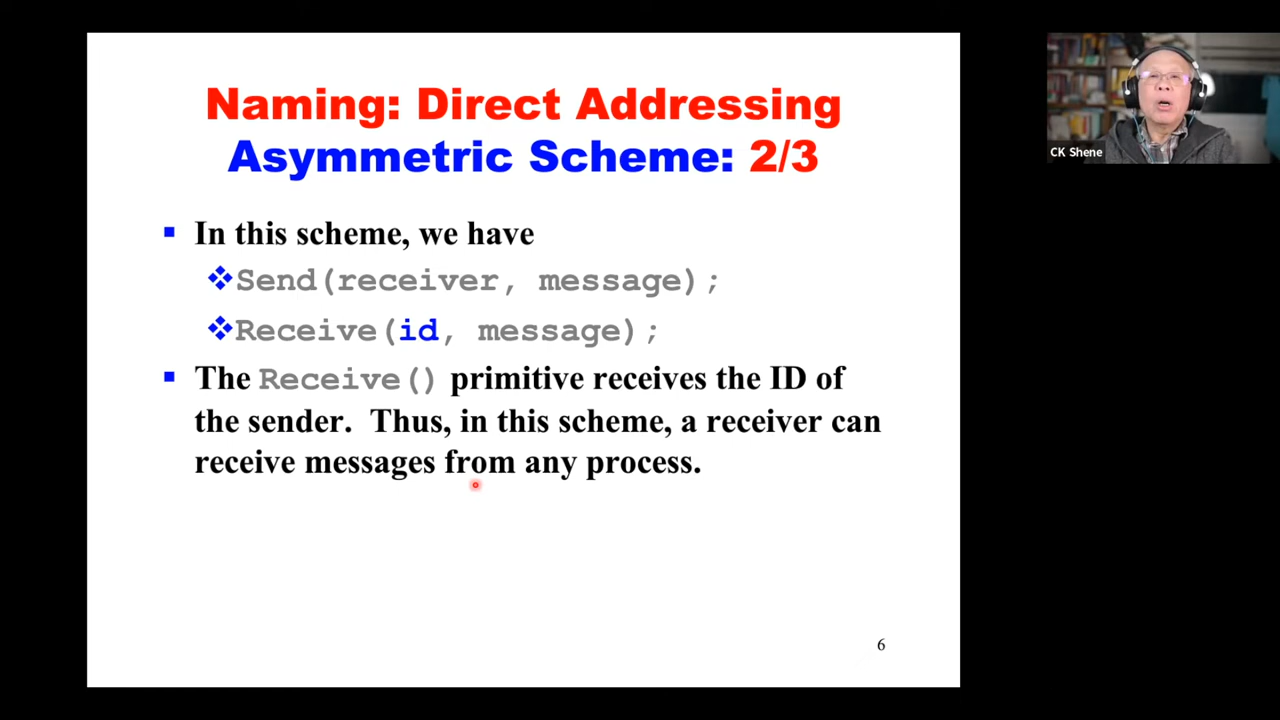 Naming: Direct Addressing
Asymmetric Scheme: 2/3
In this scheme, we have
Send(receiver, message);
Receive(id, message);
The Receive() primitive receives the ID of
the sender. Thus, in this scheme, a receiver can
receive messages from any process.
6
CK Shene